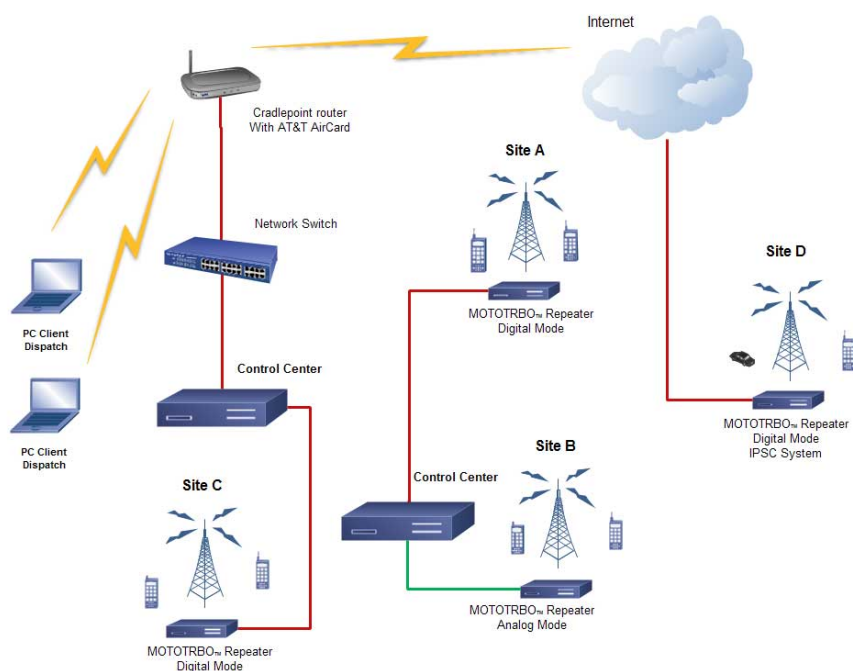 Internet
Cradlepoint router
With AT&T AirCard
Site A
Network Switch
Site D
PC Client
Dispatch
MOTOTRBO™ Repeater
Digital Mode
Control Center
PC Client
Dispatch
MOTOTRBO™ Repeater
Digital Mode
IPSC System
Site B
Control Center
Site C
MOTOTRBO™ Repeater
Analog Mode
MOTOTRBO™ Repeater
Digital Mode